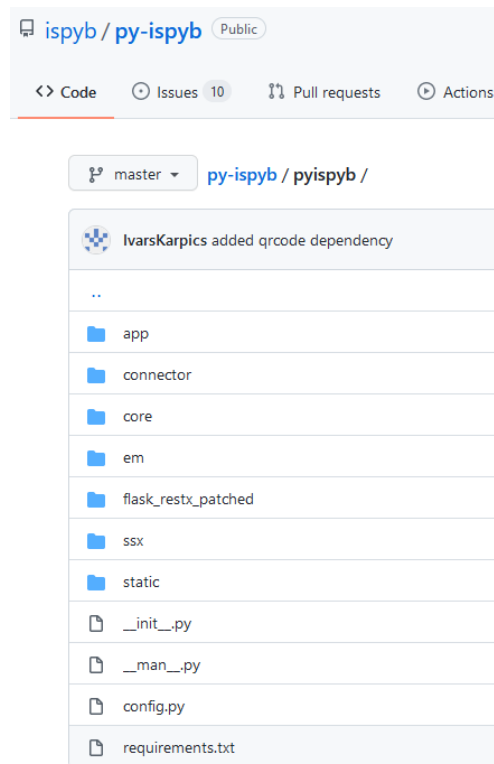 ispyb / py-ispyb Public
Code Issues 10 Pull requests Actions
master py-ispyb / pyispyb /
IvarsKarpics added qrcode dependency
..
app
connector
core
em
flask_restx_patched
ssx
static
__init__.py
__man__.py
config.py
requirements.txt